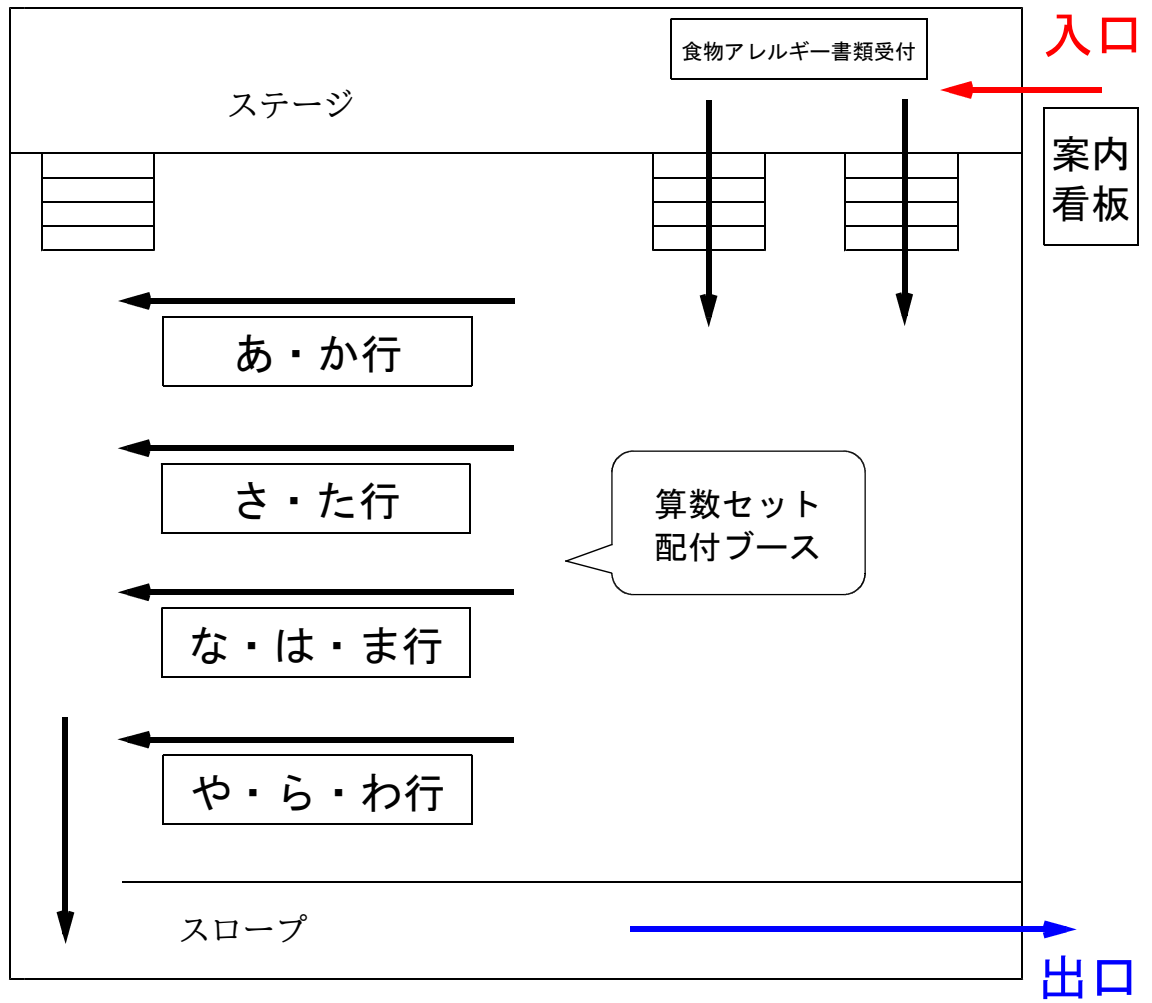 入口
食物アレルギー書類受付
ステージ
案内
看板
あ・か行
さ・た行
算数セット
配付ブース
な・は・ま行
や・ら・わ行
スロープ
出口